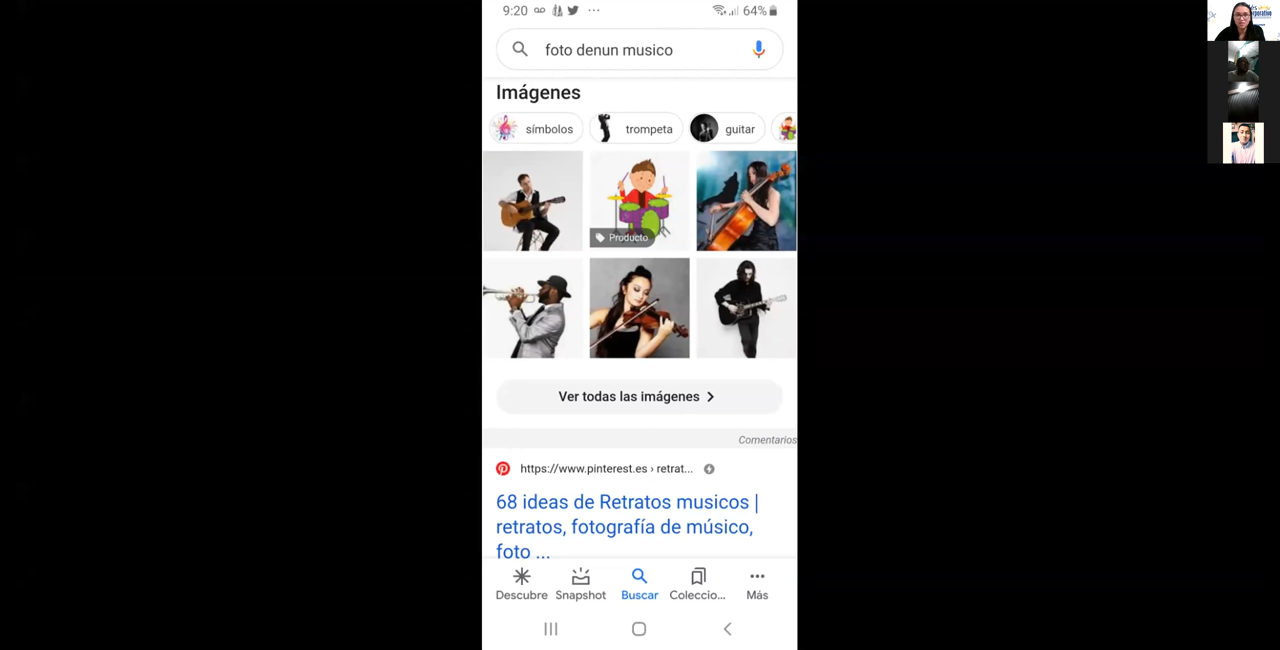 9:20
64%
foto denun musico
Imágenes
símbolos
trompeta
guitar
Producto
Ver todas las imágenes
Comentarios
https://www.pinterest.es › retrat...
68 ideas de Retratos musicos |
retratos, fotografía de músico,
foto ...
Descubre Snapshot Buscar Coleccio... Más